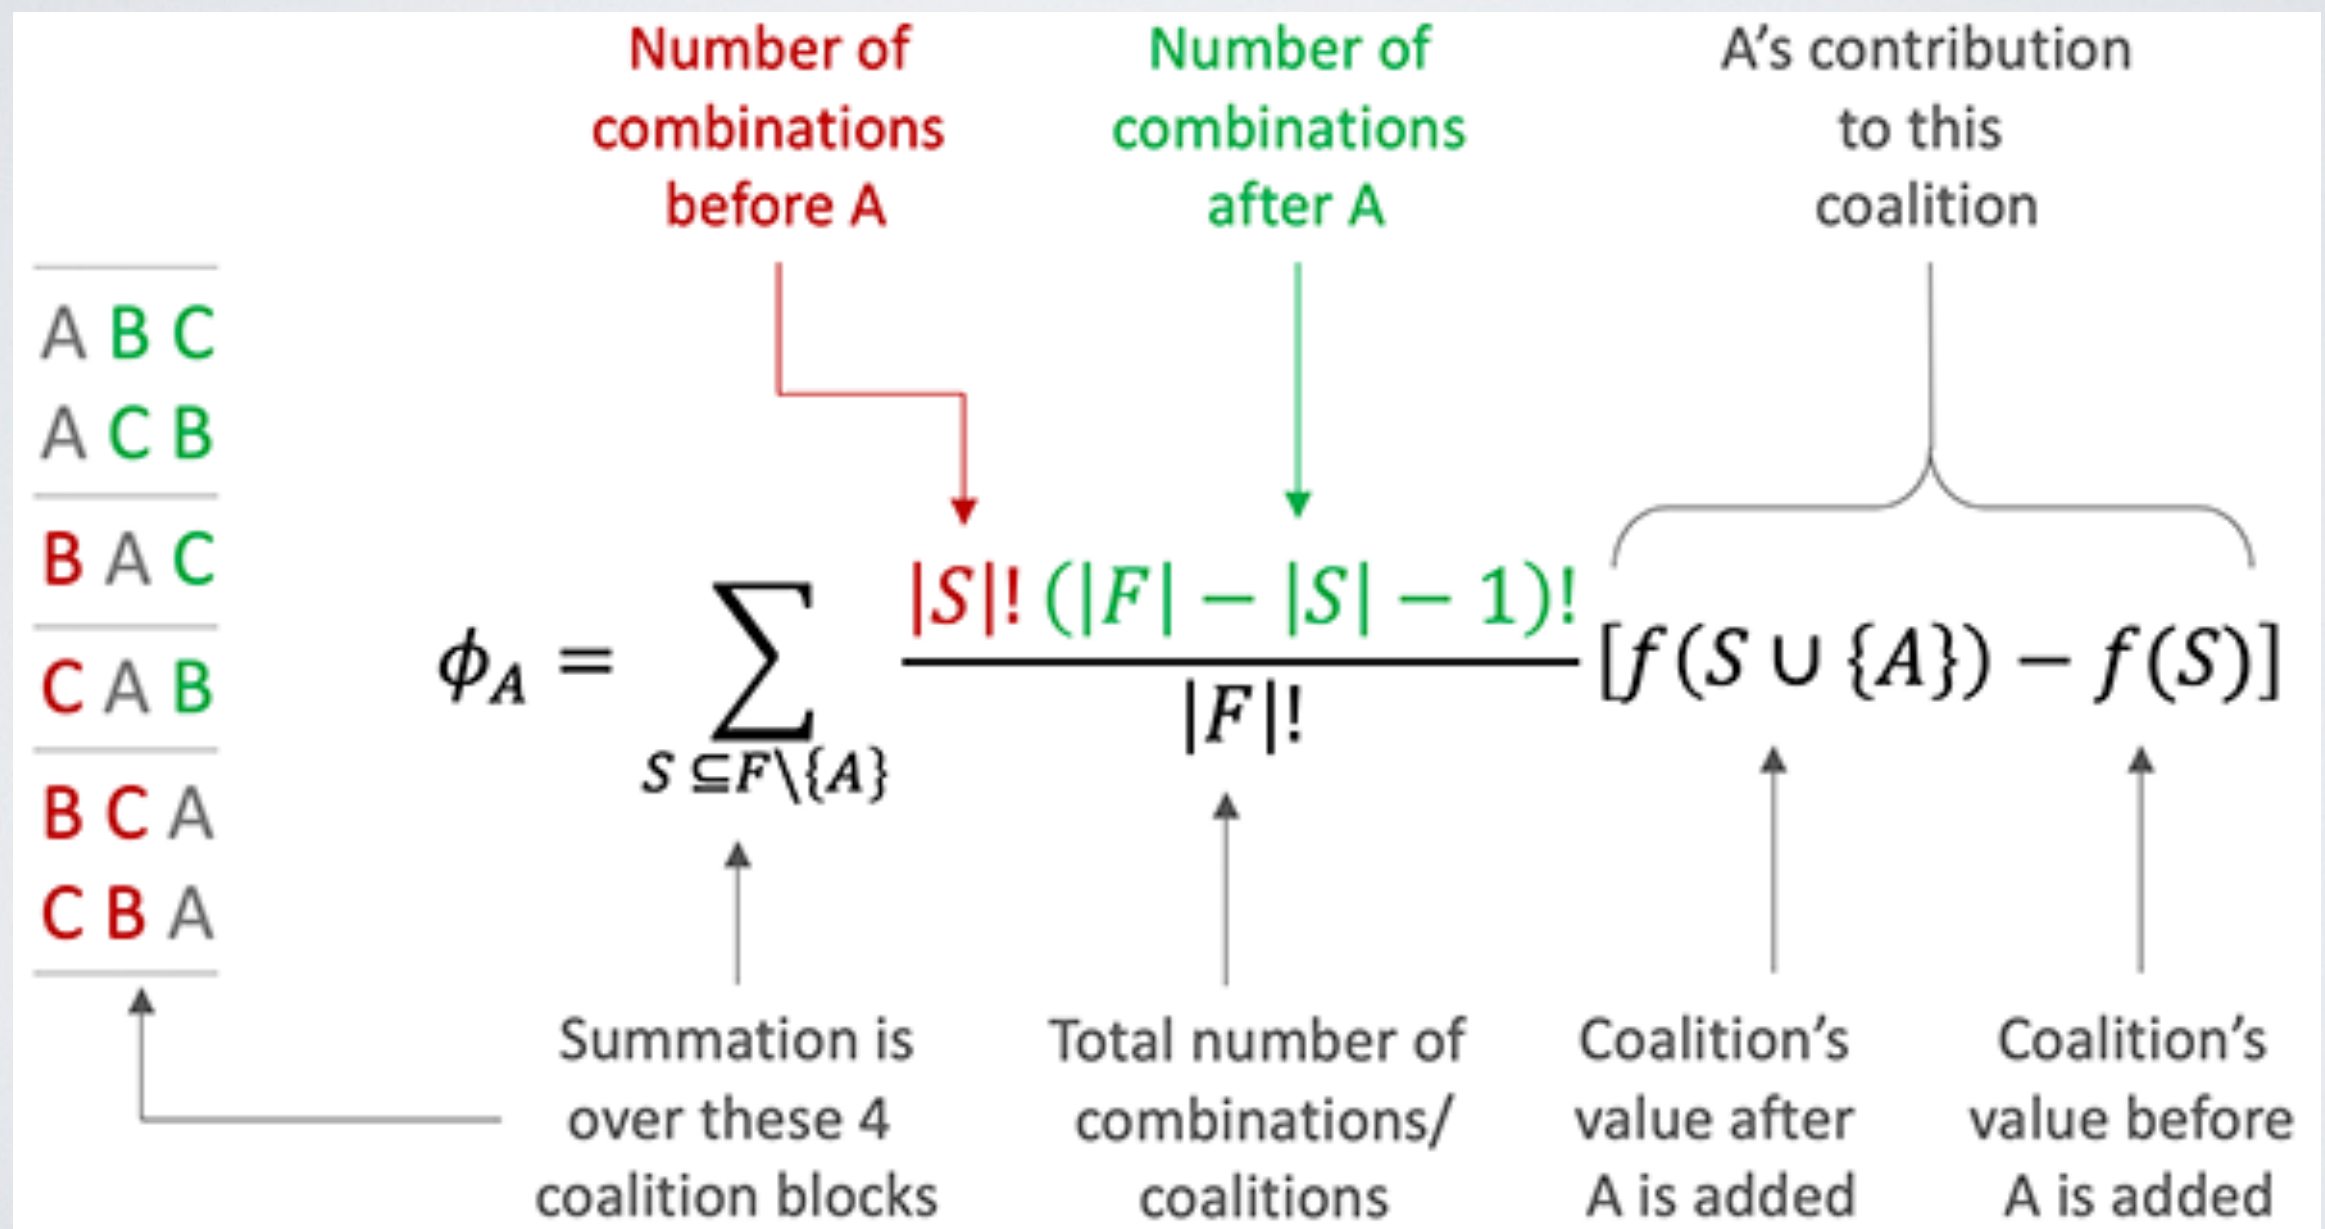 Number of
combinations
before A
Number of
combinations
after A
A's contribution
to this
coalition
A B C
A C B
B A C
C A B
B C A
C B A
ϕ_A = ∑_{S ⊆F\{A}} |S|! (|F| − |S| − 1)! / |F|! [f(S ∪ {A}) − f(S)]
Summation is
over these 4
coalition blocks
Total number of
combinations/
coalitions
Coalition's
value after
A is added
Coalition's
value before
A is added